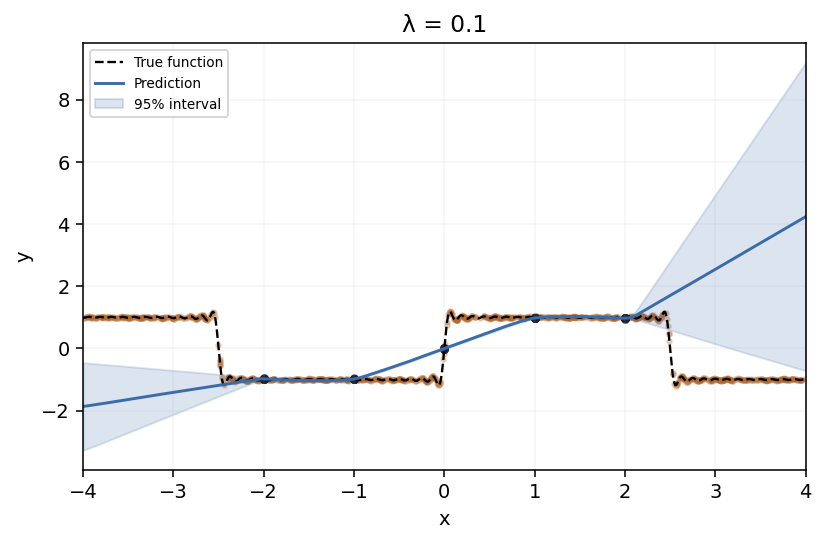 λ = 0.1
True function
Prediction
95% interval
y
8
6
4
2
0
−2
−4 −3 −2 −1 0 1 2 3 4
x